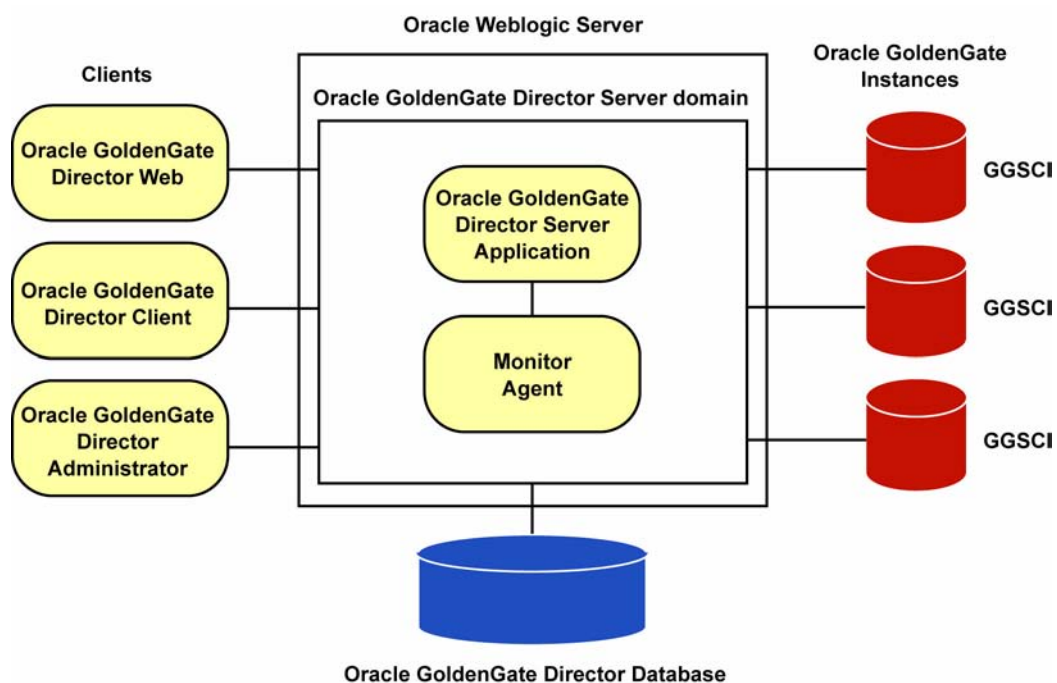 Oracle Weblogic Server
Clients
Oracle GoldenGate
Director Web
Oracle GoldenGate
Director Client
Oracle GoldenGate
Director
Administrator
Oracle GoldenGate Director Server domain
Oracle GoldenGate
Director Server
Application
Monitor
Agent
Oracle GoldenGate
Instances
GGSCI
GGSCI
GGSCI
Oracle GoldenGate Director Database